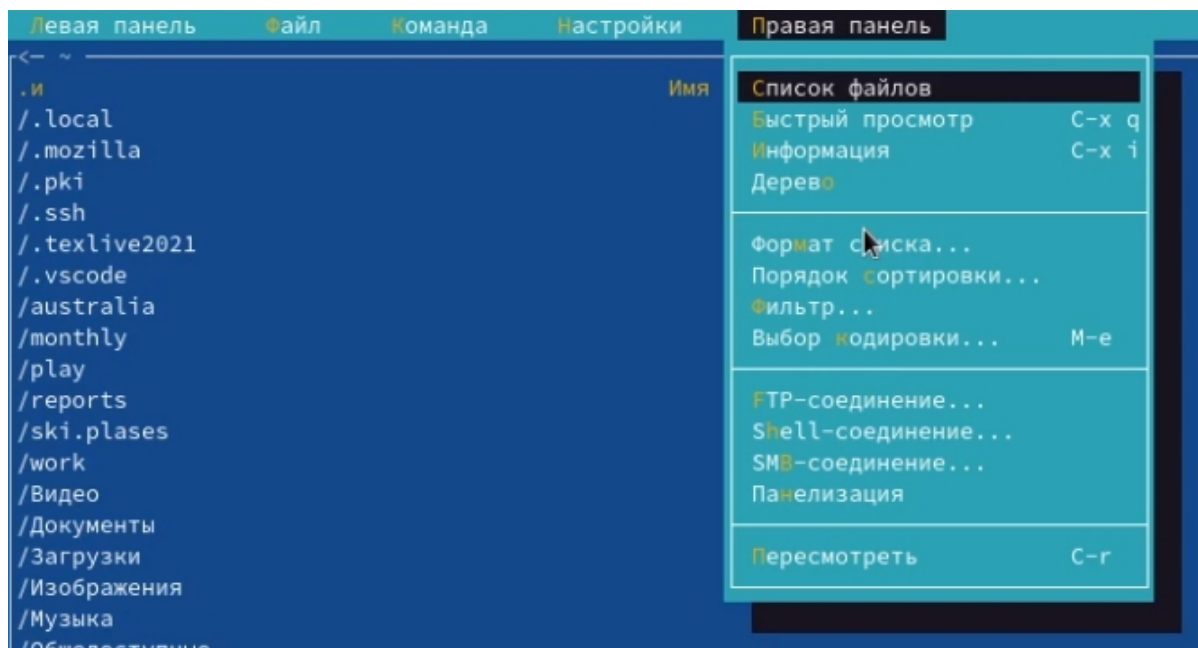 Левая панель Файл Команда Настройки Правая панель
<— ~
.и Имя
/.local
/.mozilla
/.pki
/.ssh
/.texlive2021
/.vscode
/australia
/monthly
/play
/reports
/ski.plases
/work
/Видео
/Документы
/Загрузки
/Изображения
/Музыка
Список файлов
Быстрый просмотр C-x q
Информация C-x i
Дерево
Формат списка...
Порядок сортировки...
Фильтр...
Выбор кодировки... M-e
FTP-соединение...
Shell-соединение...
SMB-соединение...
Панелизация
Пересмотреть C-r